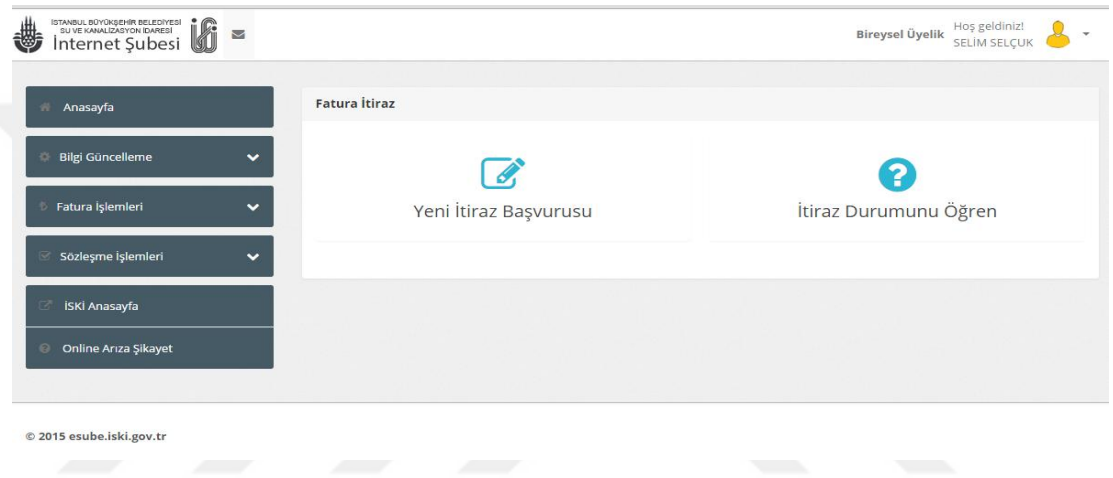 İSTANBUL BÜYÜKŞEHİR BELEDİYESİ
SU VE KANALİZASYON İDARESİ
İnternet Şubesi
Bireysel Üyelik
Hoş geldiniz!
SELİM SELÇUK
Anasayfa
Bilgi Güncelleme
Fatura İşlemleri
Sözleşme İşlemleri
İSKİ Anasayfa
Online Arıza Şikayet
Fatura İtiraz
Yeni İtiraz Başvurusu
İtiraz Durumunu Öğren
© 2015 esube.iski.gov.tr